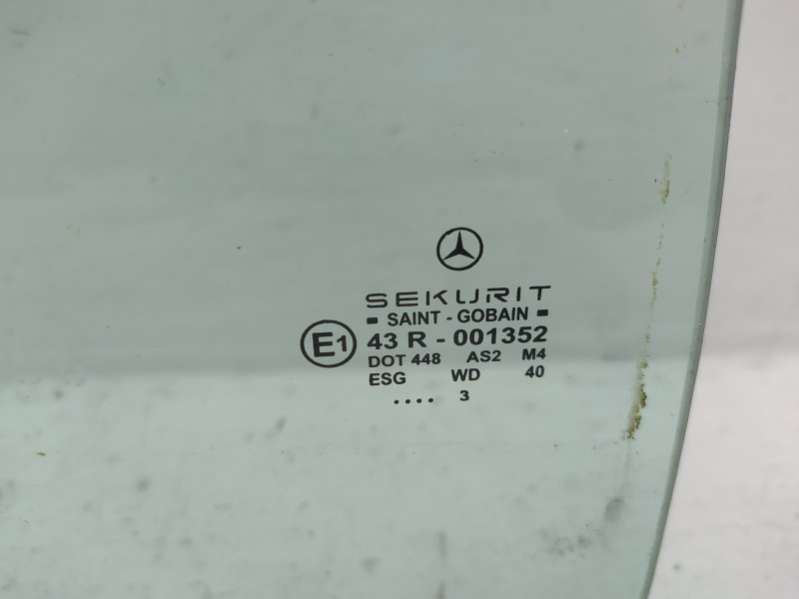 SEKURIT
SAINT - GOBAIN
E1 43 R - 001352
DOT 448 AS2 M4
ESG WD 40
.... 3